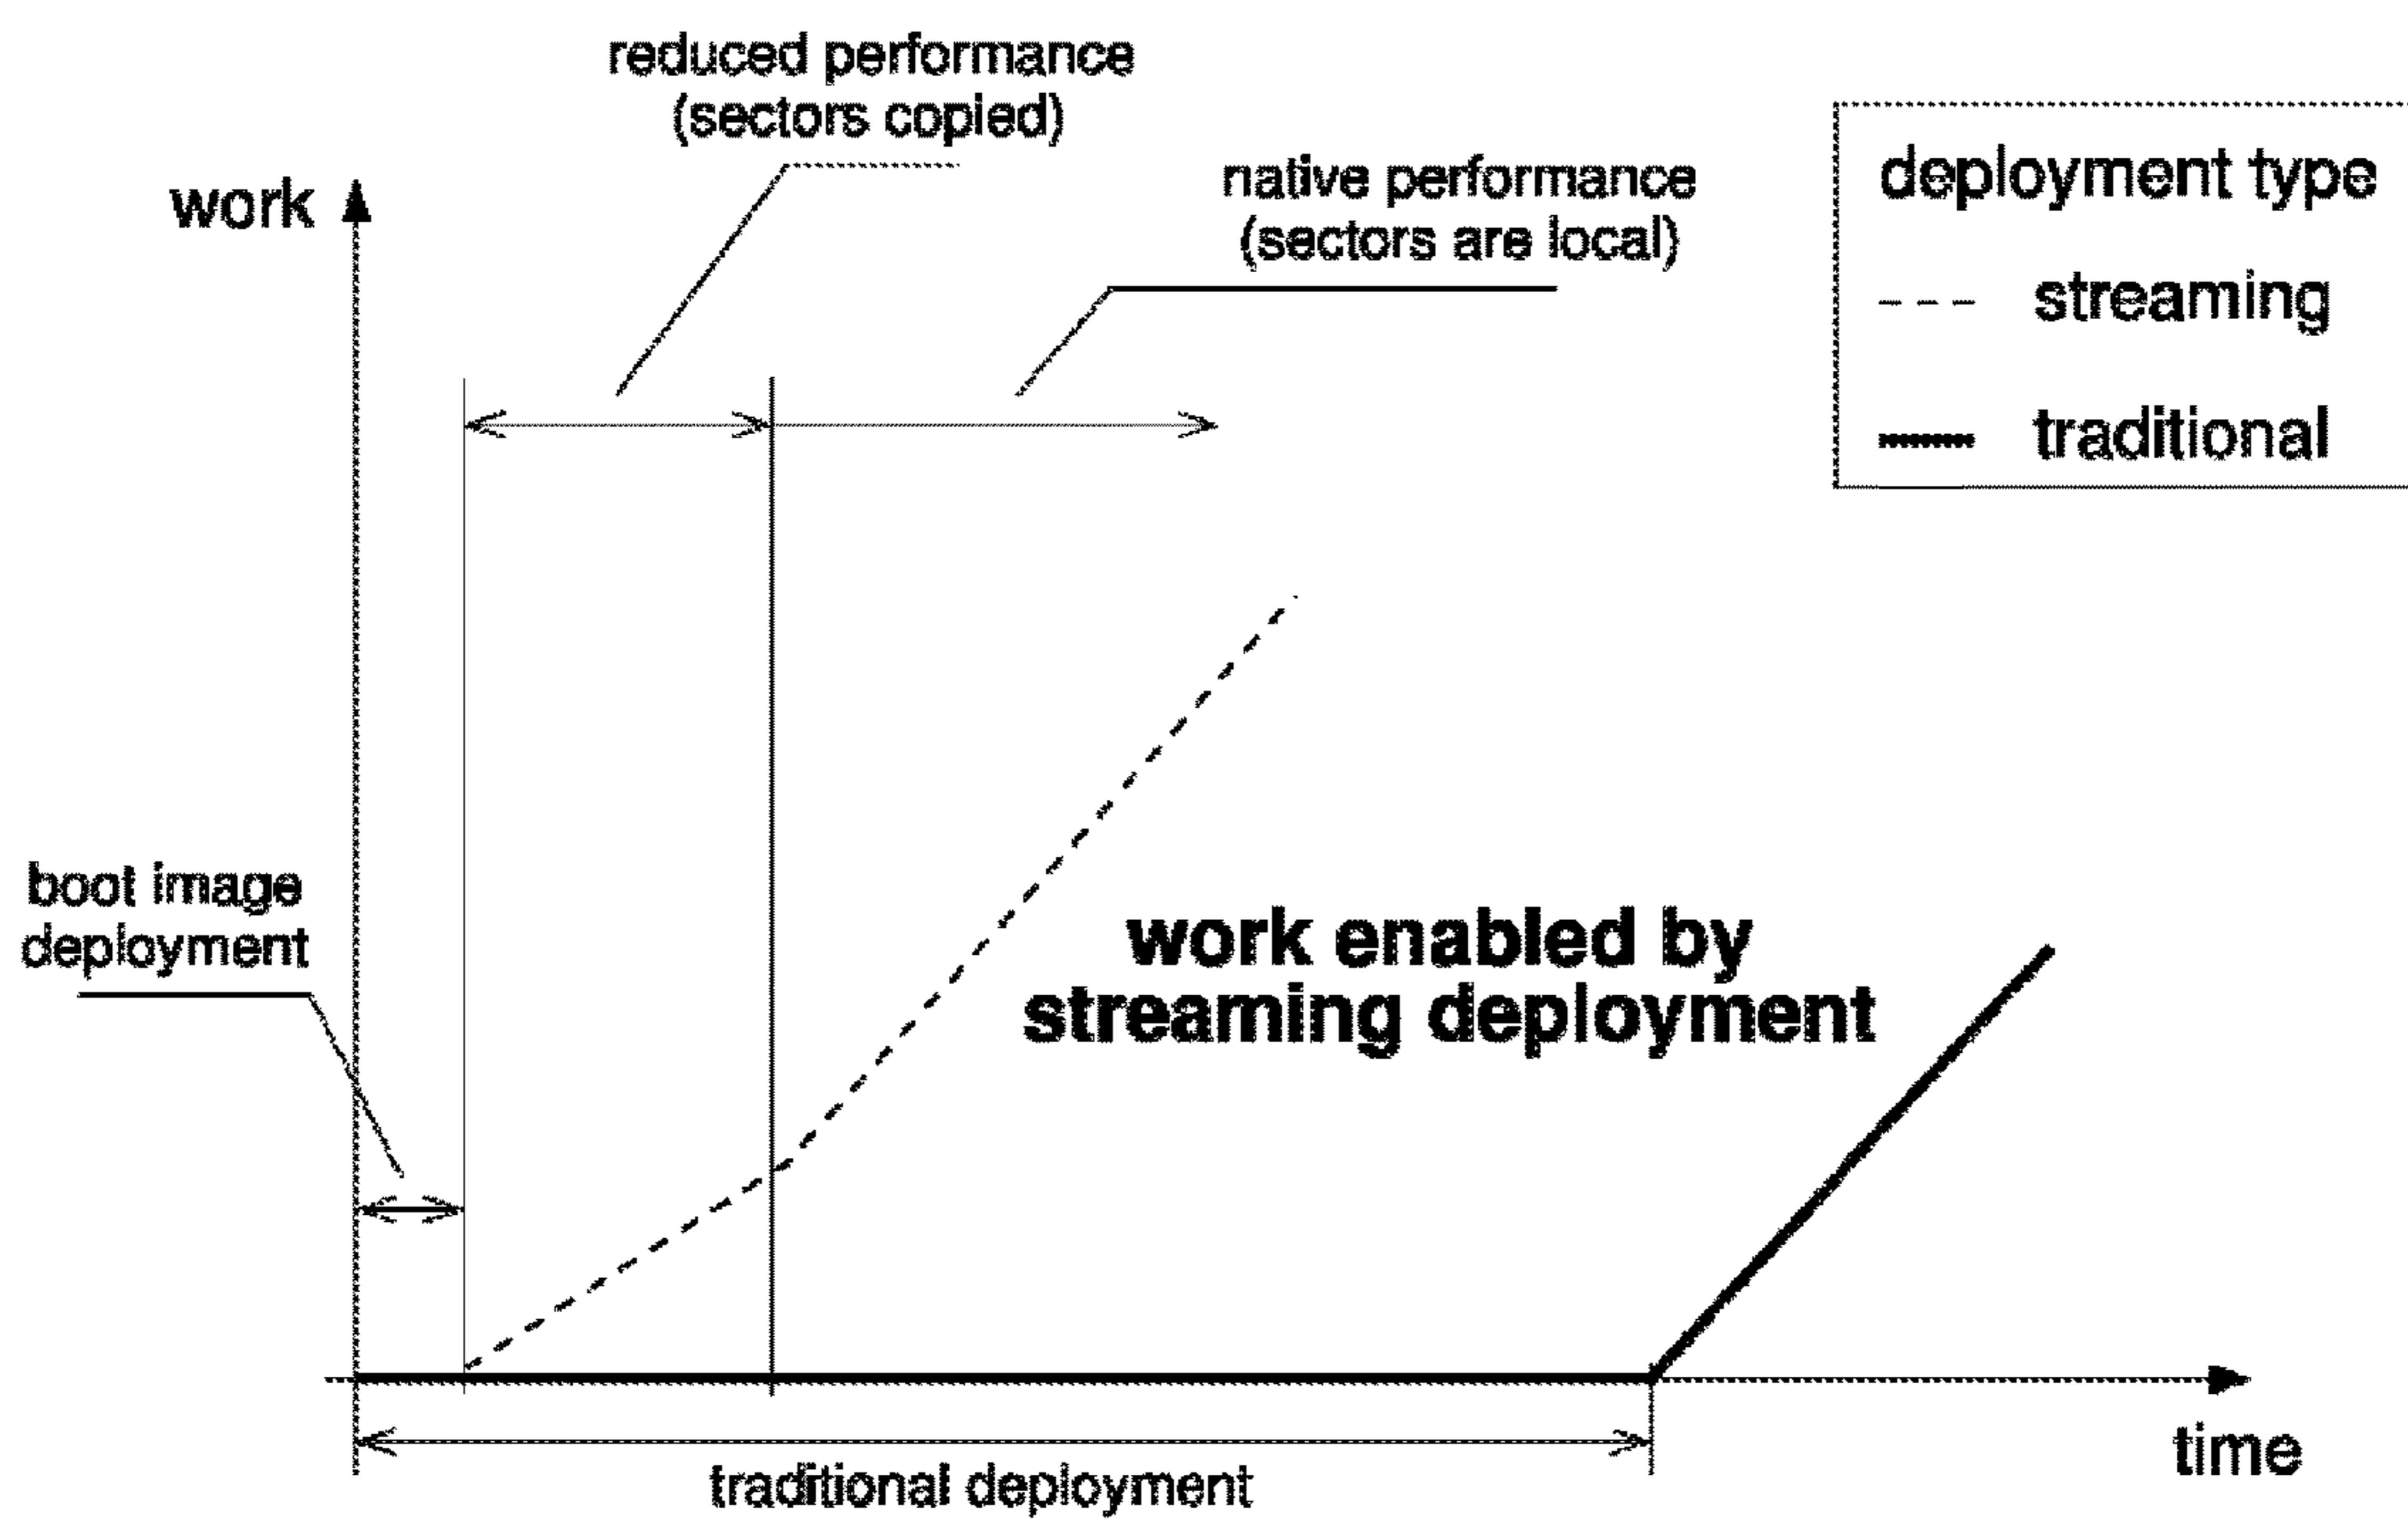 reduced performance
(sectors copied)
native performance
(sectors are local)
work
deployment type
streaming
traditional
boot image
deployment
work enabled by
streaming deployment
time
traditional deployment